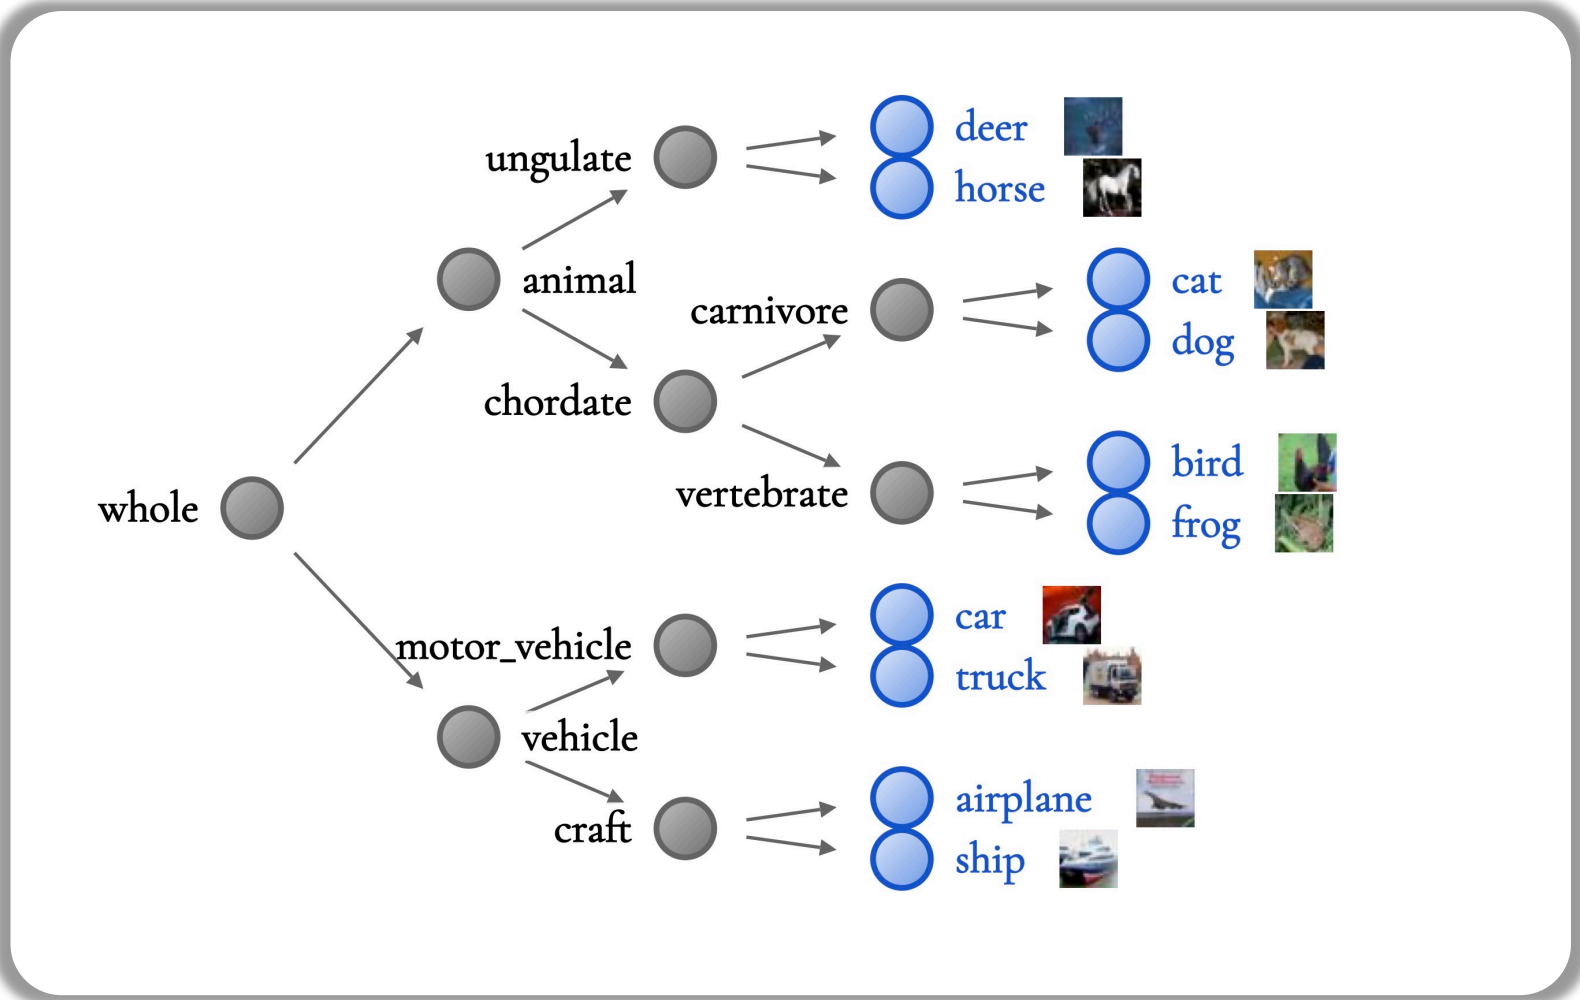 ungulate
deer
horse
animal
carnivore
cat
dog
chordate
vertebrate
bird
frog
whole
motor_vehicle
car
truck
vehicle
craft
airplane
ship